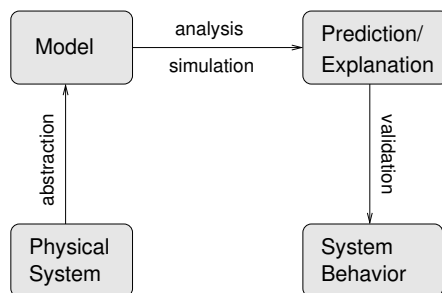 Model
analysis
simulation
Prediction/
Explanation
abstraction
validation
Physical
System
System
Behavior